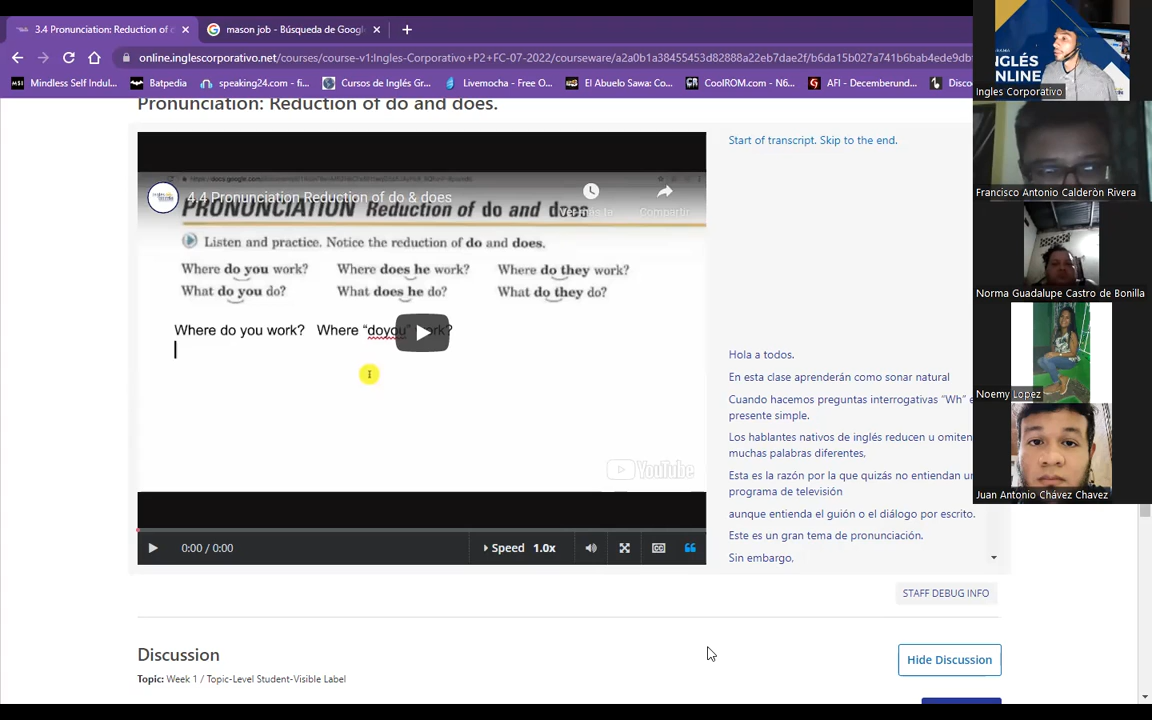 3.4 Pronunciation: Reduction of d
mason job - Búsqueda de Googl
online.inglescorporativo.net/courses/course-v1:Ingles-Corporativo+P2+FC-07-2022/courseware/a2a0b1a38455453d82888a22eb7dae2f/b6da15b027a741b6bab4ede9db
Mindless Self Indul...
Batpedia
speaking24.com - fi...
Cursos de Inglés Gr...
Livemocha - Free O...
El Abuelo Sawa: Co...
CoolROM.com - N6...
AFI - Decemberund...
Disco
Pronunciation: Reduction of do and does.
4.4 Pronunciation Reduction of do & does
PRONUNCIATION Reduction of do and does
Compartir
Listen and practice. Notice the reduction of do and does.
Where do you work? Where does he work? Where do they work?
What do you do? What does he do? What do they do?
Where do you work? Where "doyou" work?
YouTube
0:00 / 0:00
Speed 1.0x
Start of transcript. Skip to the end.
Hola a todos.
En esta clase aprenderán como sonar natural
Cuando hacemos preguntas interrogativas "Wh" e
presente simple.
Los hablantes nativos de inglés reducen u omiten
muchas palabras diferentes,
Esta es la razón por la que quizás no entiendan un
programa de televisión
aunque entienda el guión o el diálogo por escrito.
Este es un gran tema de pronunciación.
Sin embargo,
STAFF DEBUG INFO
Discussion
Topic: Week 1 / Topic-Level Student-Visible Label
Hide Discussion
NGLÉS
ONLINE
Ingles Corporativo
Francisco Antonio Calderòn Rivera
Norma Guadalupe Castro de Bonilla
Noemy Lopez
Juan Antonio Chávez Chavez